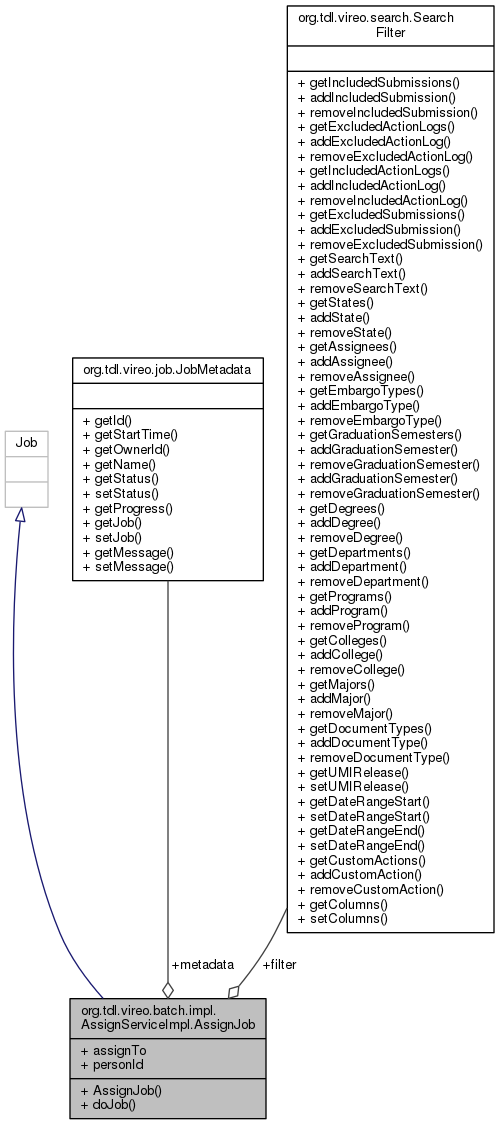 org.tdl.vireo.search.Search
Filter
+ getIncludedSubmissions()
+ addIncludedSubmission()
+ removeIncludedSubmission()
+ getExcludedActionLogs()
+ addExcludedActionLog()
+ removeExcludedActionLog()
+ getIncludedActionLogs()
+ addIncludedActionLog()
+ removeIncludedActionLog()
+ getExcludedSubmissions()
+ addExcludedSubmission()
+ removeExcludedSubmission()
+ getSearchText()
+ addSearchText()
+ removeSearchText()
+ getStates()
+ addState()
+ removeState()
+ getAssignees()
+ addAssignee()
+ removeAssignee()
+ getEmbargoTypes()
+ addEmbargoType()
+ removeEmbargoType()
+ getGraduationSemesters()
+ addGraduationSemester()
+ removeGraduationSemester()
+ addGraduationSemester()
+ removeGraduationSemester()
+ getDegrees()
+ addDegree()
+ removeDegree()
+ getDepartments()
+ addDepartment()
+ removeDepartment()
+ getPrograms()
+ addProgram()
+ removeProgram()
+ getColleges()
+ addCollege()
+ removeCollege()
+ getMajors()
+ addMajor()
+ removeMajor()
+ getDocumentTypes()
+ addDocumentType()
+ removeDocumentType()
+ getUMIRelease()
+ setUMIRelease()
+ getDateRangeStart()
+ setDateRangeStart()
+ getDateRangeEnd()
+ setDateRangeEnd()
+ getCustomActions()
+ addCustomAction()
+ removeCustomAction()
+ getColumns()
+ setColumns()
org.tdl.vireo.job.JobMetadata
+ getId()
+ getStartTime()
+ getOwnerId()
+ getName()
+ getStatus()
+ setStatus()
+ getProgress()
+ getJob()
+ setJob()
+ getMessage()
+ setMessage()
Job
+metadata
+filter
org.tdl.vireo.batch.impl.
AssignServiceImpl.AssignJob
+ assignTo
+ personId
+ AssignJob()
+ doJob()